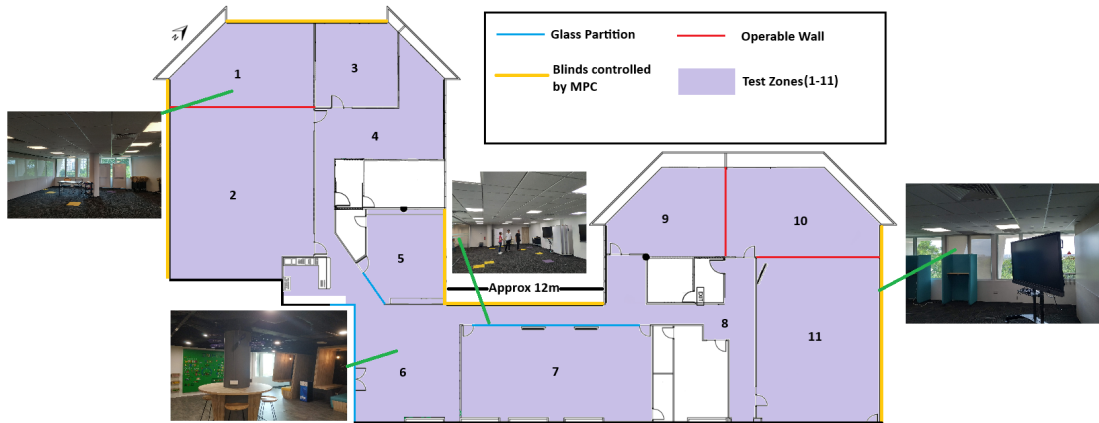 N
Glass Partition
Operable Wall
Blinds controlled
by MPC
Test Zones(1-11)
1
2
3
4
5
6
7
8
9
10
11
Approx 12m